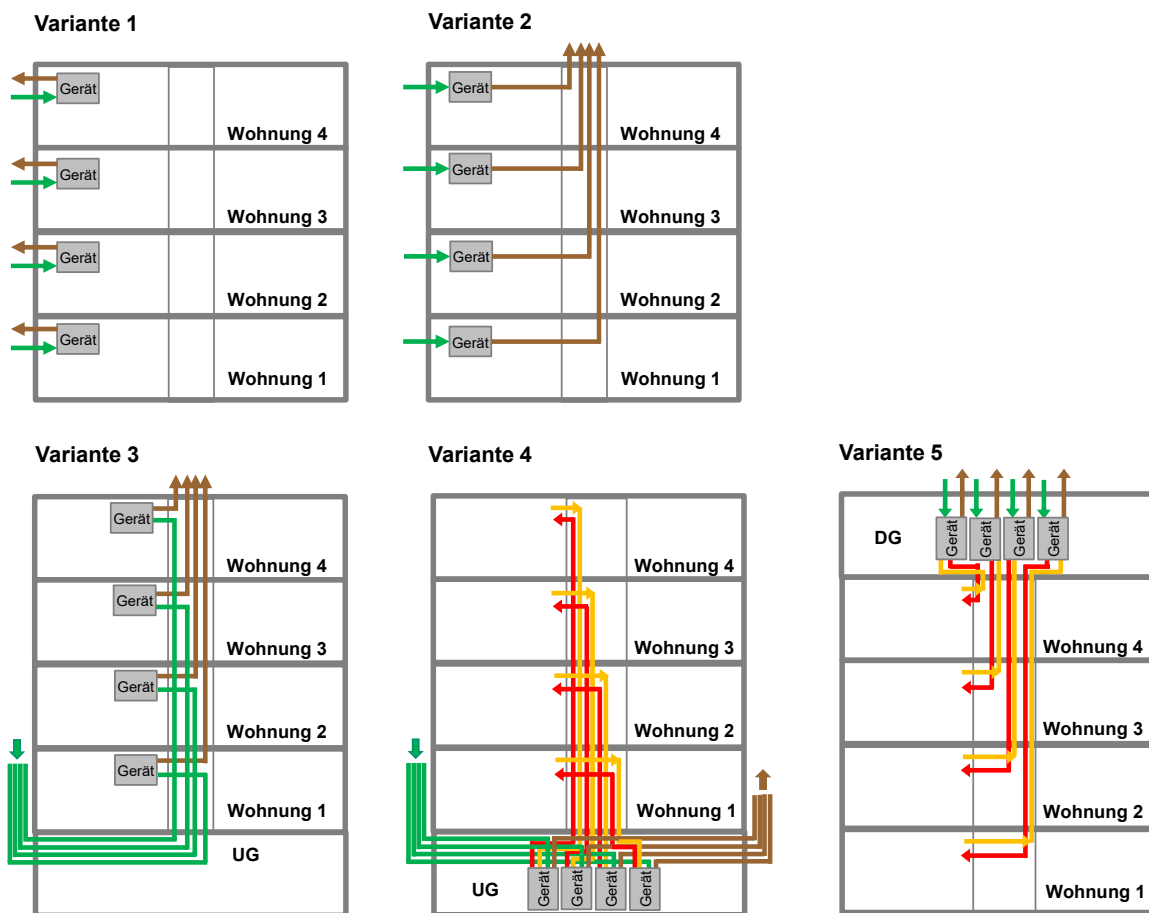 Variante 1
Gerät
Wohnung 4
Gerät
Wohnung 3
Gerät
Wohnung 2
Gerät
Wohnung 1
Variante 2
Gerät
Wohnung 4
Gerät
Wohnung 3
Gerät
Wohnung 2
Gerät
Wohnung 1
Variante 3
Gerät
Wohnung 4
Gerät
Wohnung 3
Gerät
Wohnung 2
Gerät
Wohnung 1
UG
Variante 4
Wohnung 4
Wohnung 3
Wohnung 2
Wohnung 1
UG
Gerät
Gerät
Gerät
Gerät
Variante 5
DG
Gerät
Gerät
Gerät
Gerät
Wohnung 4
Wohnung 3
Wohnung 2
Wohnung 1